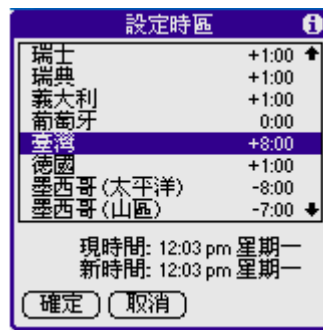 設定時區
瑞士 +1:00
瑞典 +1:00
義大利 +1:00
葡萄牙 0:00
臺灣 +8:00
德國 +1:00
墨西哥 (太平洋) -8:00
墨西哥 (山區) -7:00
現時間: 12:03 pm 星期一
新時間: 12:03 pm 星期一
確定 取消